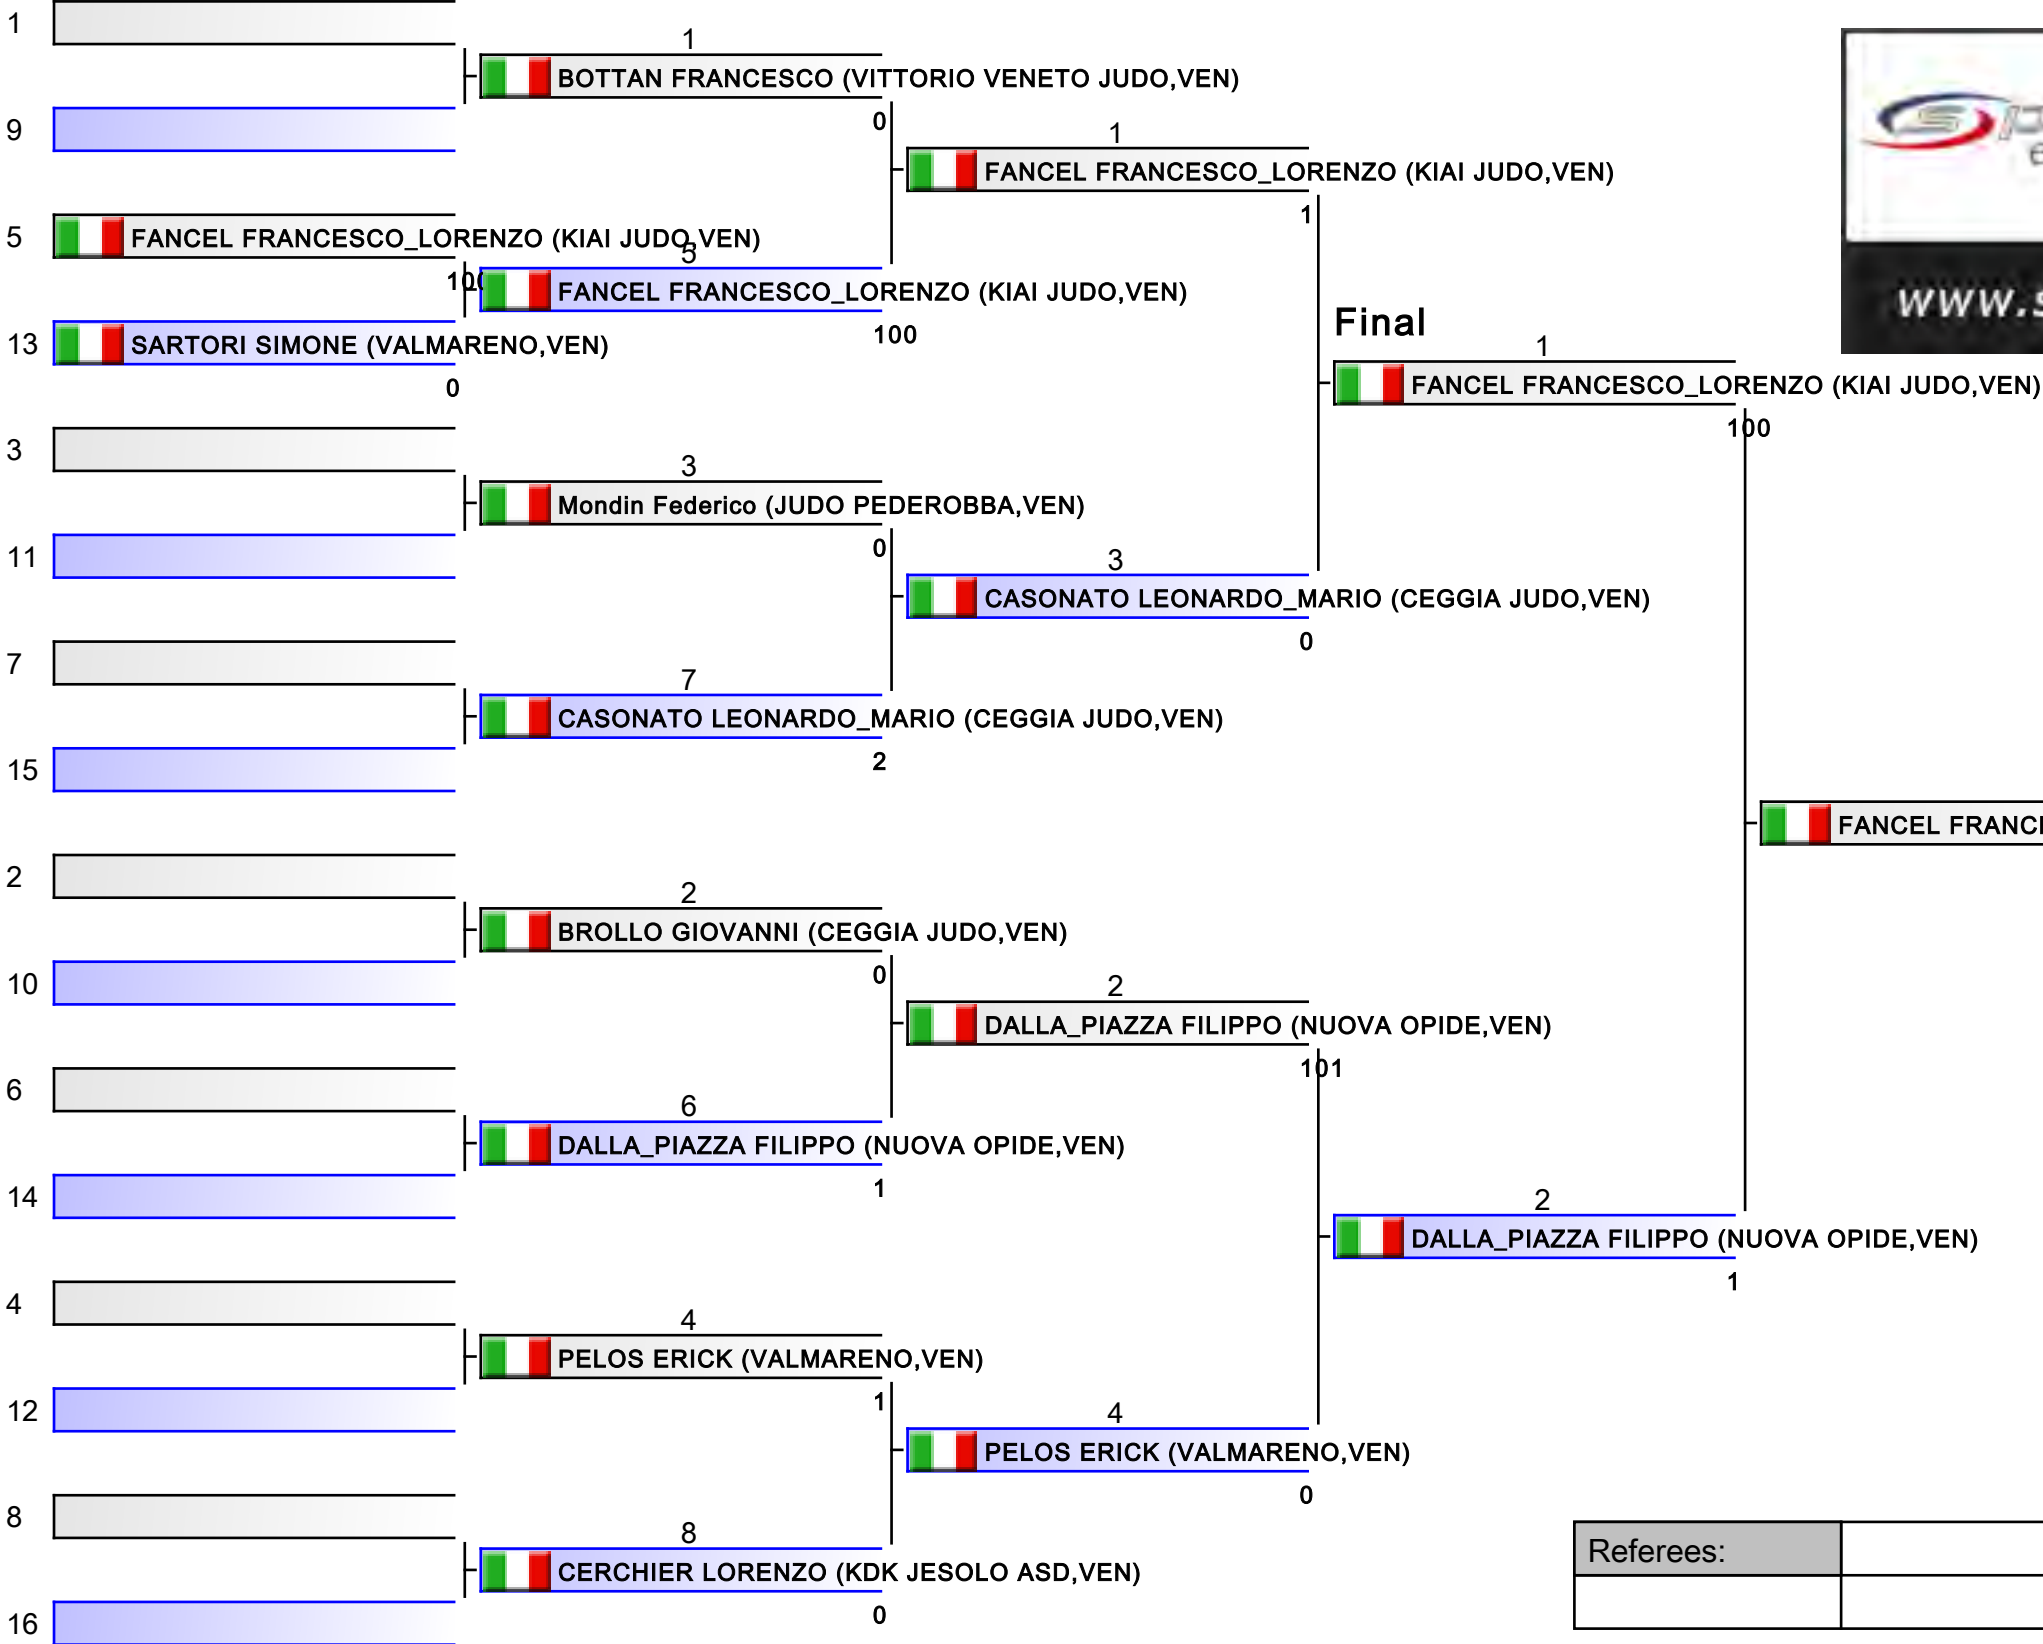 1
9
5
13
3
11
7
15
2
10
6
14
4
12
8
16
FANCEL FRANCESCO_LORENZO (KIAI JUDO,VEN)
SARTORI SIMONE (VALMARENO,VEN)
0
1
BOTTAN FRANCESCO (VITTORIO VENETO JUDO,VEN)
0
5
FANCEL FRANCESCO_LORENZO (KIAI JUDO,VEN)
100
3
Mondin Federico (JUDO PEDEROBBA,VEN)
0
7
CASONATO LEONARDO_MARIO (CEGGIA JUDO,VEN)
2
2
BROLLO GIOVANNI (CEGGIA JUDO,VEN)
0
6
DALLA_PIAZZA FILIPPO (NUOVA OPIDE,VEN)
1
4
PELOS ERICK (VALMARENO,VEN)
1
8
CERCHIER LORENZO (KDK JESOLO ASD,VEN)
0
1
FANCEL FRANCESCO_LORENZO (KIAI JUDO,VEN)
1
3
CASONATO LEONARDO_MARIO (CEGGIA JUDO,VEN)
0
2
DALLA_PIAZZA FILIPPO (NUOVA OPIDE,VEN)
101
4
PELOS ERICK (VALMARENO,VEN)
0
Final
1
FANCEL FRANCESCO_LORENZO (KIAI JUDO,VEN)
100
2
DALLA_PIAZZA FILIPPO (NUOVA OPIDE,VEN)
1
FANCEL
www.s
Referees: